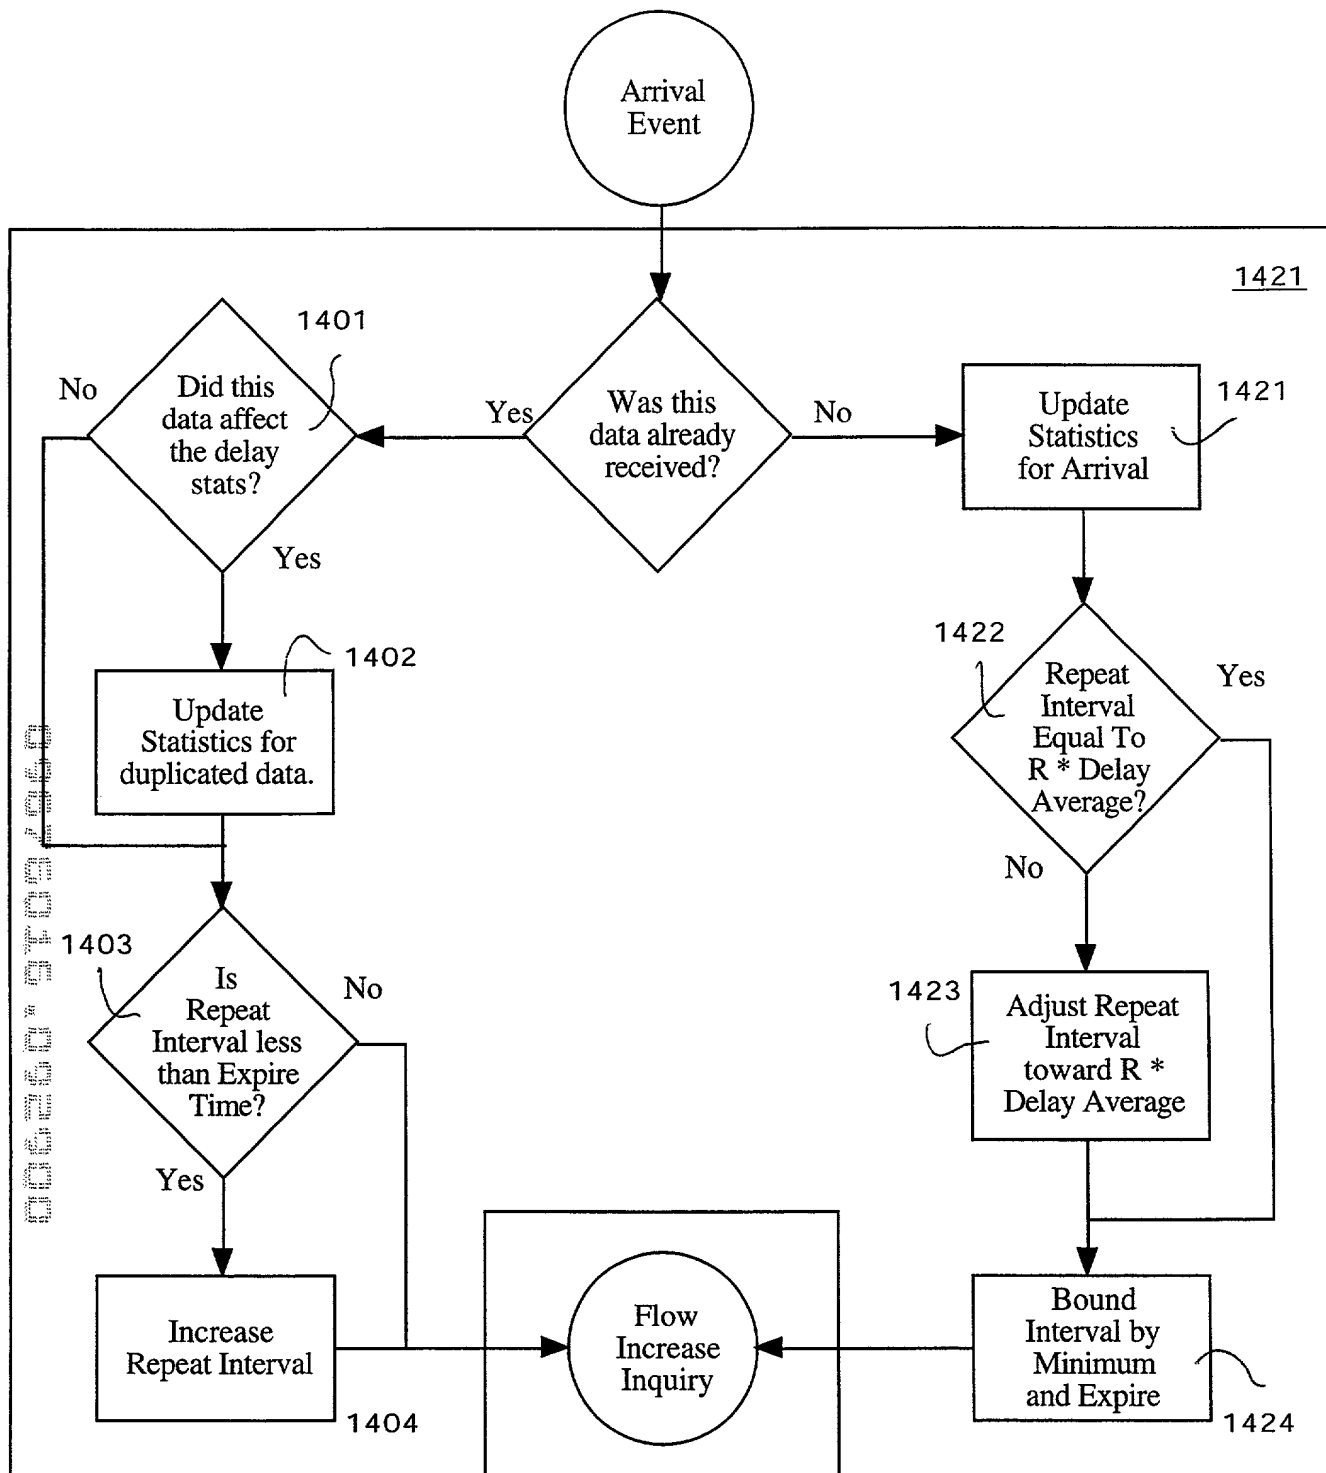 Arrival
Event
1421
1401
No
Did this
data affect
the delay
stats?
Yes
Was this
data already
received?
No
Update
Statistics
for Arrival
1421
Yes
1402
Update
Statistics for
duplicated data.
1422
Repeat
Interval
Equal To
R * Delay
Average?
Yes
No
1403
Is
Repeat
Interval less
than Expire
Time?
No
Yes
1423
Adjust Repeat
Interval
toward R *
Delay Average
Increase
Repeat Interval
1404
Flow
Increase
Inquiry
Bound
Interval by
Minimum
and Expire
1424